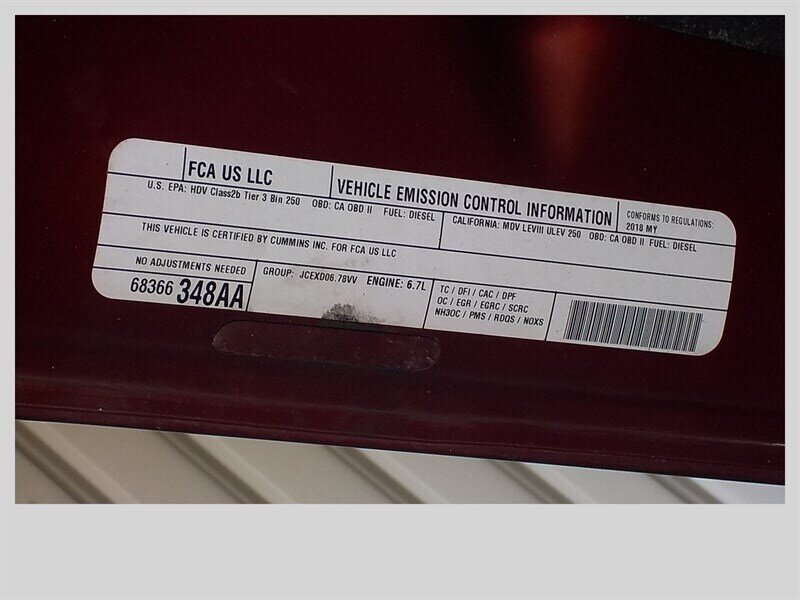 FCA US LLC
VEHICLE EMISSION CONTROL INFORMATION
CONFORMS TO REGULATIONS:
2018 MY
U.S. EPA: HDV Class2b Tier 3 Bin 250 OBD: CA OBD II FUEL: DIESEL
CALIFORNIA: MDV LEVIII ULEV 250 OBD: CA OBD II FUEL: DIESEL
THIS VEHICLE IS CERTIFIED BY CUMMINS INC. FOR FCA US LLC
NO ADJUSTMENTS NEEDED
68366 348AA
GROUP: JCEXD06.78VV ENGINE: 6.7L
TC / DFI / CAC / DPF
OC / EGR / EGRC / SCRC
NH3OC / PMS / RDQS / NOXS